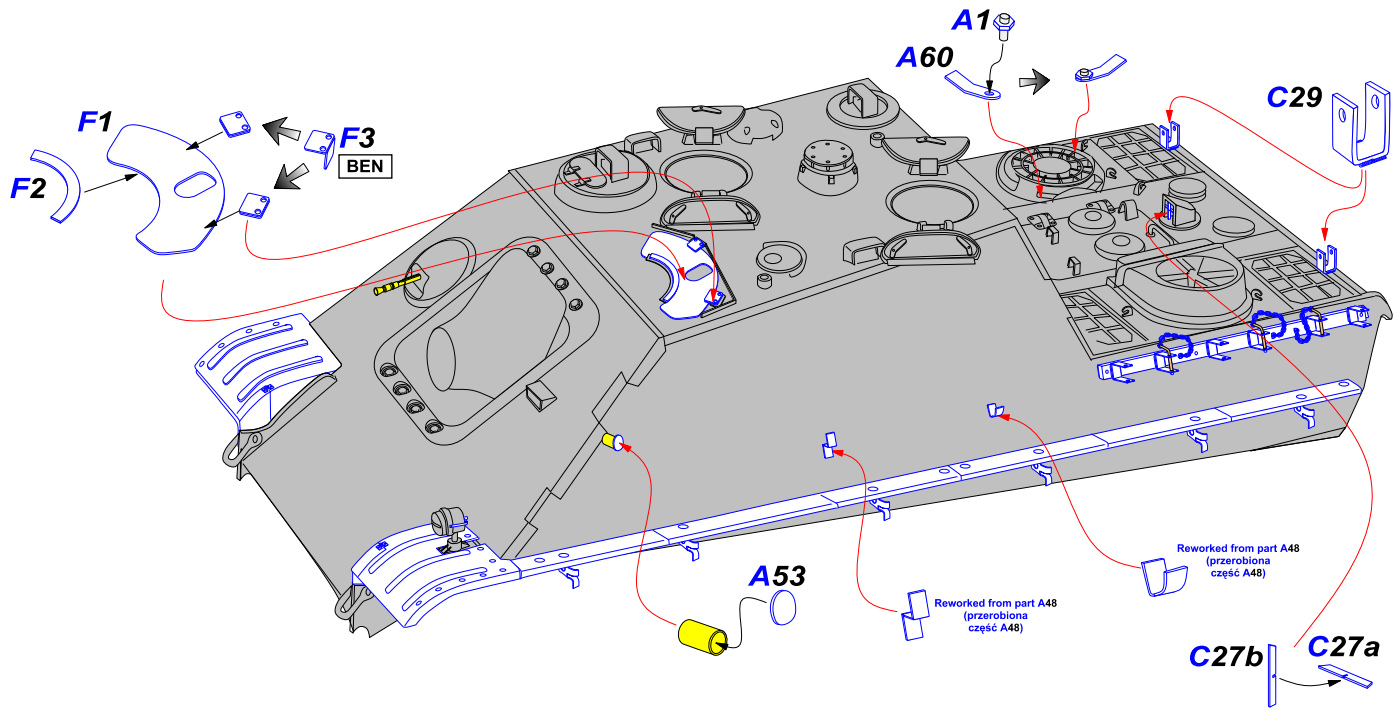 A1
A60
C29
F1
F3
BEN
F2
A53
Reworked from part A48
(przerobiona
część A48)
Reworked from part A48
(przerobiona
część A48)
C27b
C27a